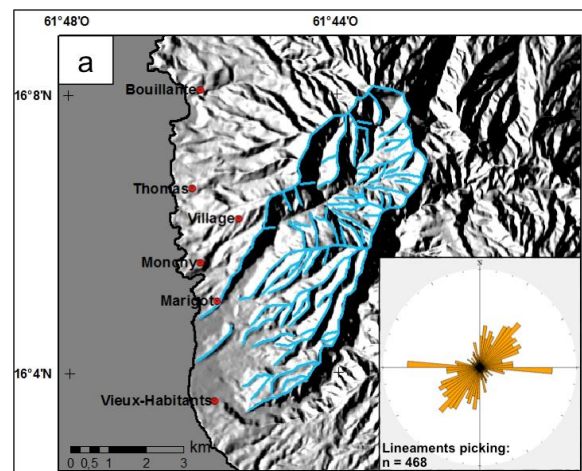 61°48'O
61°44'O
a
16°8'
Bouillante
Thomas
Village
Monchy
Marigot
16°4'
Vieux-Habitants
km
0 0,5 1 2 3
N
Lineaments picking:
n = 468